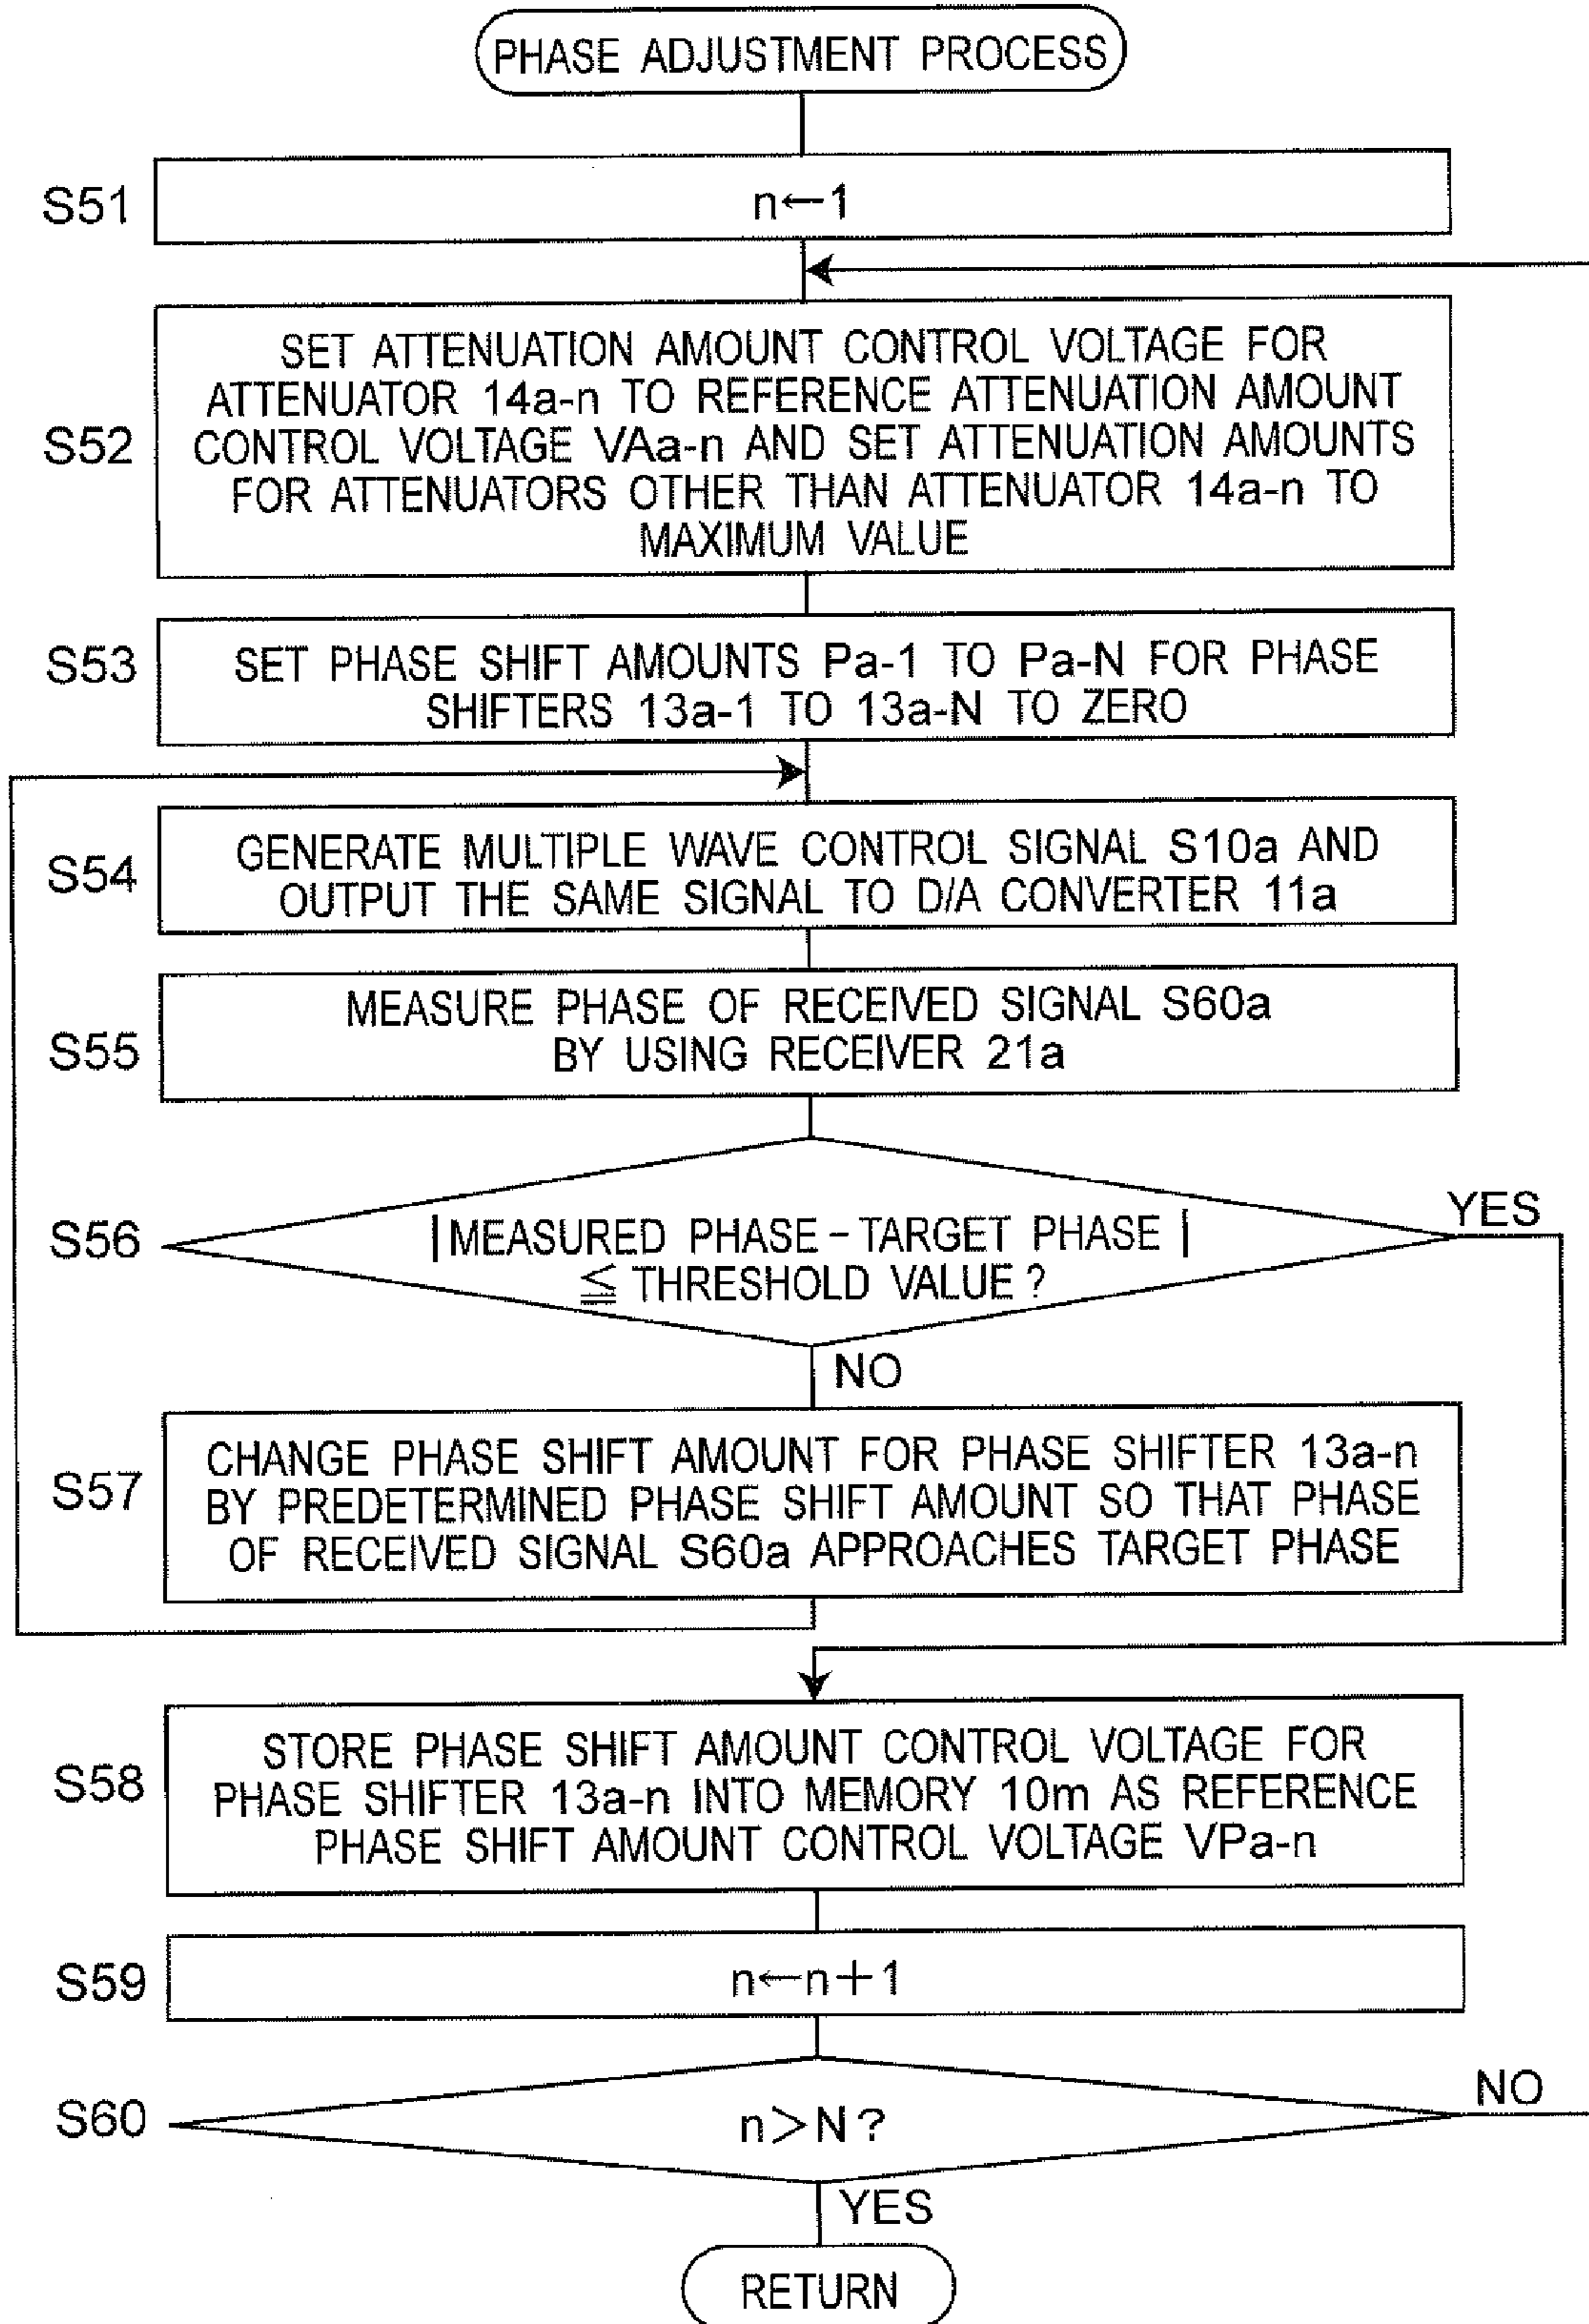 PHASE ADJUSTMENT PROCESS
S51
n←1
S52
SET ATTENUATION AMOUNT CONTROL VOLTAGE FOR
ATTENUATOR 14a-n TO REFERENCE ATTENUATION AMOUNT
CONTROL VOLTAGE VAa-n AND SET ATTENUATION AMOUNTS
FOR ATTENUATORS OTHER THAN ATTENUATOR 14a-n TO
MAXIMUM VALUE
S53
SET PHASE SHIFT AMOUNTS Pa-1 TO Pa-N FOR PHASE
SHIFTERS 13a-1 TO 13a-N TO ZERO
S54
GENERATE MULTIPLE WAVE CONTROL SIGNAL S10a AND
OUTPUT THE SAME SIGNAL TO D/A CONVERTER 11a
S55
MEASURE PHASE OF RECEIVED SIGNAL S60a
BY USING RECEIVER 21a
S56
|MEASURED PHASE－TARGET PHASE|
≦ THRESHOLD VALUE?
YES
NO
S57
CHANGE PHASE SHIFT AMOUNT FOR PHASE SHIFTER 13a-n
BY PREDETERMINED PHASE SHIFT AMOUNT SO THAT PHASE
OF RECEIVED SIGNAL S60a APPROACHES TARGET PHASE
S58
STORE PHASE SHIFT AMOUNT CONTROL VOLTAGE FOR
PHASE SHIFTER 13a-n INTO MEMORY 10m AS REFERENCE
PHASE SHIFT AMOUNT CONTROL VOLTAGE VPa-n
S59
n←n+1
S60
n>N?
NO
YES
RETURN